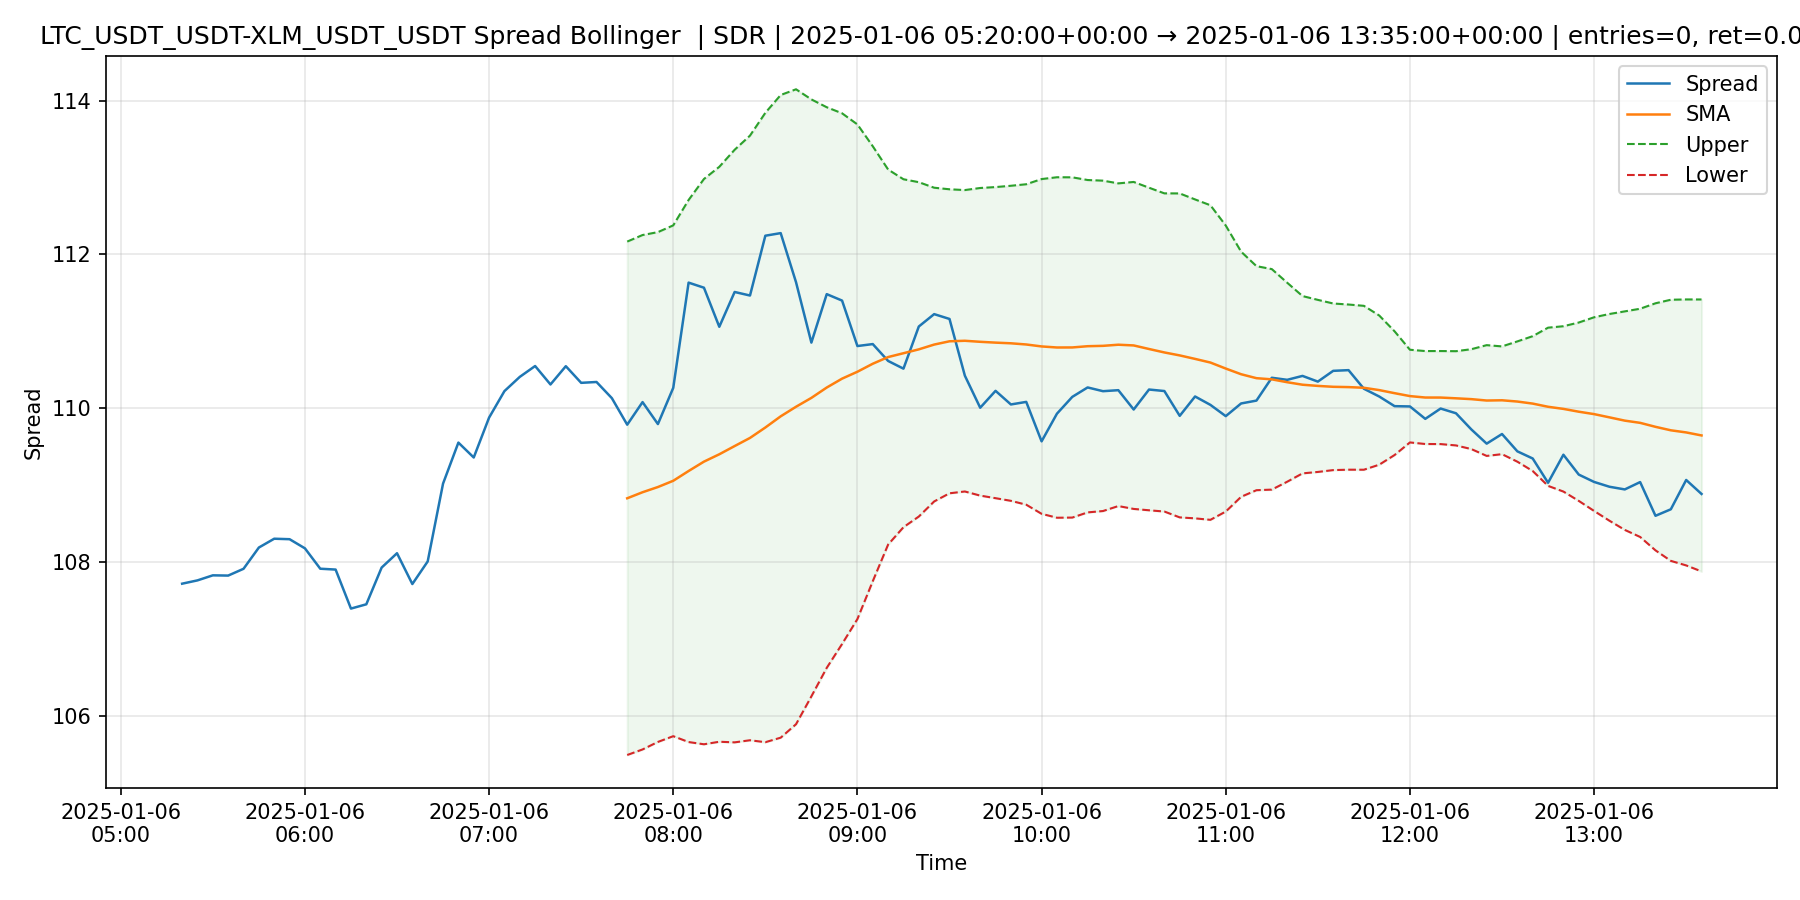 LTC_USDT_USDT-XLM_USDT_USDT Spread Bollinger | SDR | 2025-01-06 05:20:00+00:00 → 2025-01-06 13:35:00+00:00 | entries=0, ret=0.0
Spread
SMA
Upper
Lower
114
112
110
108
106
Spread
2025-01-06 2025-01-06 2025-01-06 2025-01-06 2025-01-06 2025-01-06 2025-01-06 2025-01-06 2025-01-06
05:00 06:00 07:00 08:00 09:00 10:00 11:00 12:00 13:00
Time